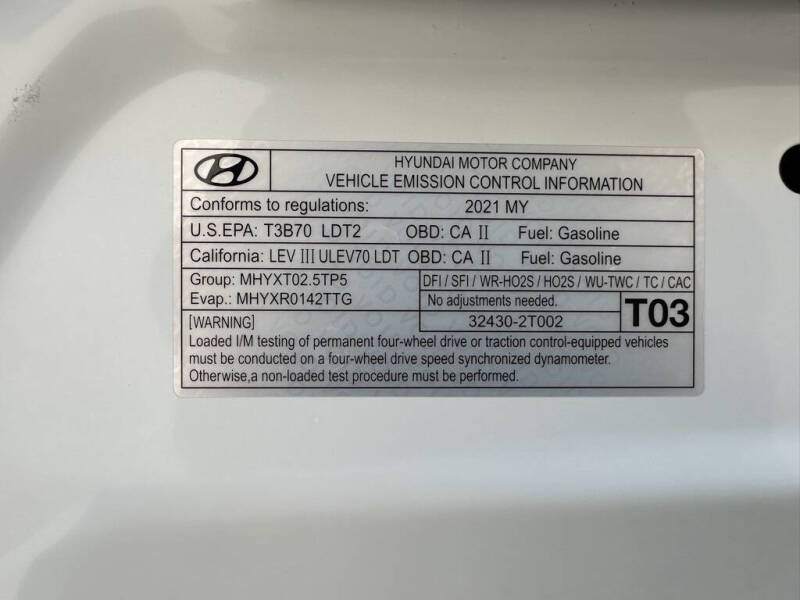 HYUNDAI MOTOR COMPANY
VEHICLE EMISSION CONTROL INFORMATION
Conforms to regulations: 2021 MY
U.S.EPA: T3B70 LDT2 OBD: CA II Fuel: Gasoline
California: LEV III ULEV70 LDT OBD: CA II Fuel: Gasoline
Group: MHYXT02.5TP5
Evap.: MHYXR0142TTG
DFI / SFI / WR-HO2S / HO2S / WU-TWC / TC / CAC
No adjustments needed.
32430-2T002
T03
[WARNING]
Loaded I/M testing of permanent four-wheel drive or traction control-equipped vehicles
must be conducted on a four-wheel drive speed synchronized dynamometer.
Otherwise,a non-loaded test procedure must be performed.